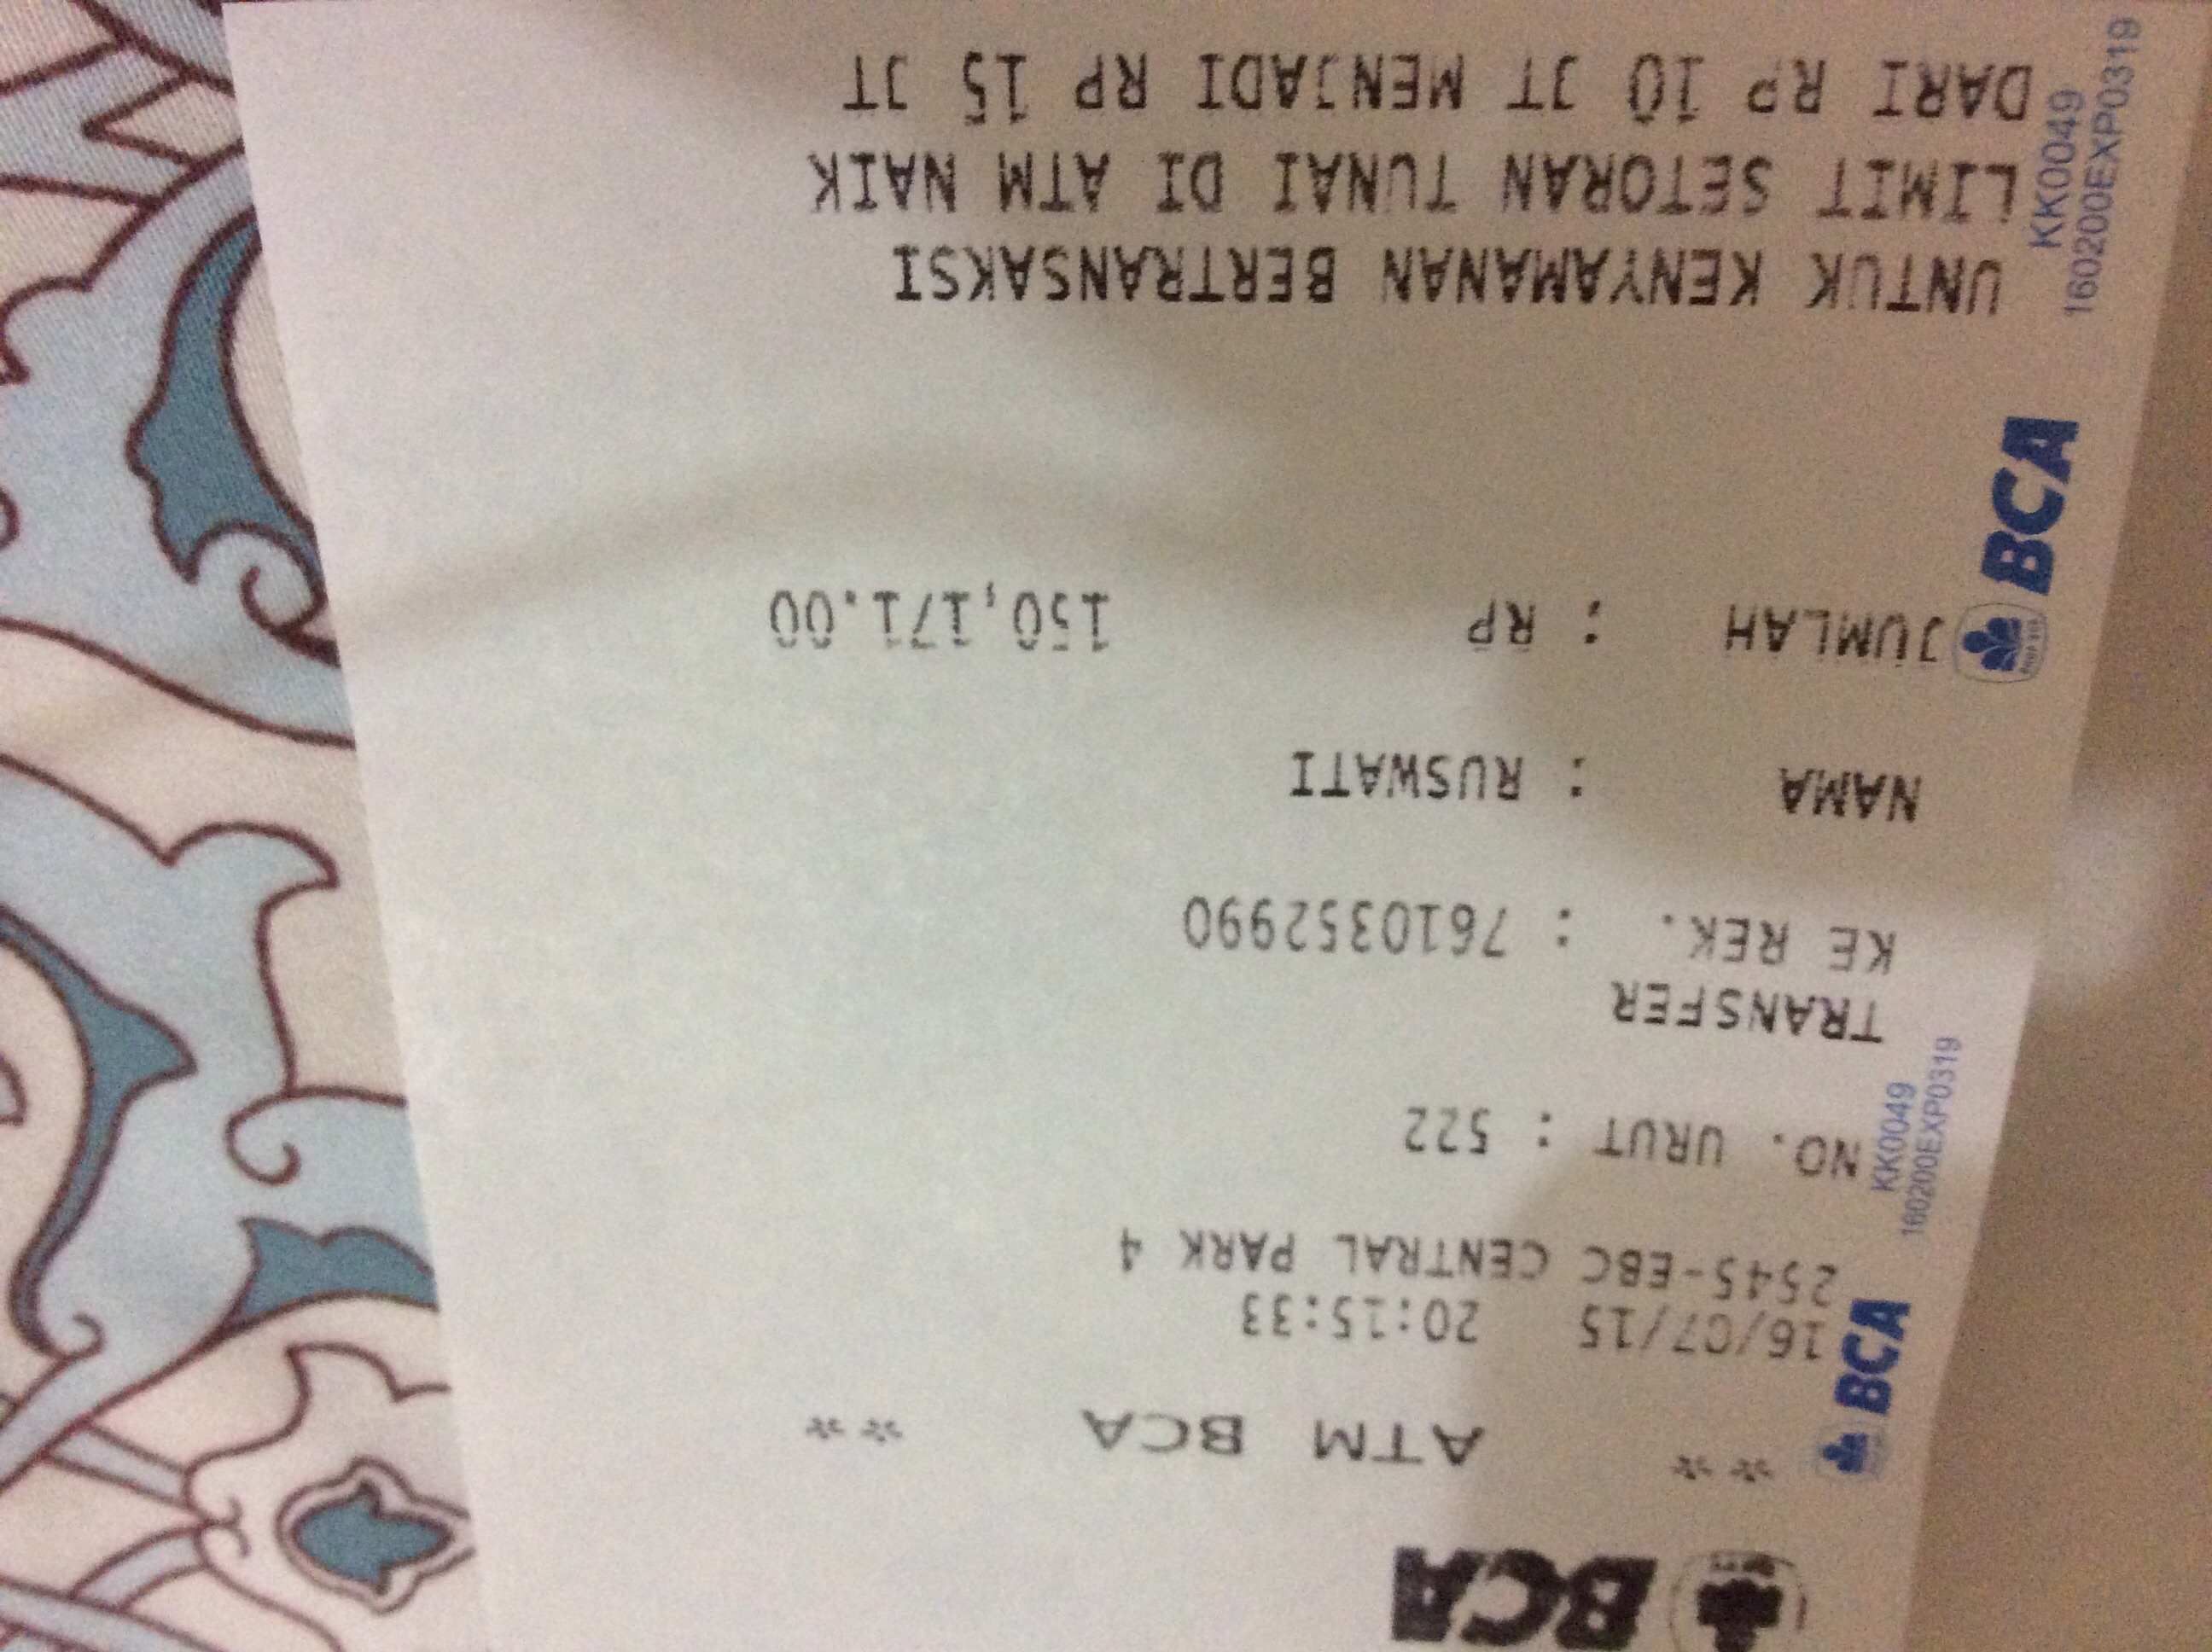 BCA
** ATM BCA **
16/07/15 20:15:33
2545-EBC CENTRAL PARK 4
NO. URUT : 522
TRANSFER
KE REK. : 7610352990
NAMA : RUSWATI
JUMLAH : RP 150,171.00
UNTUK KENYAMANAN BERTRANSAKSI
LIMIT SETORAN TUNAI DI ATM NAIK
DARI RP 10 JT MENJADI RP 15 JT
BCA
KK0049
160200EXP0319
BCA
KK0049
160200EXP0319